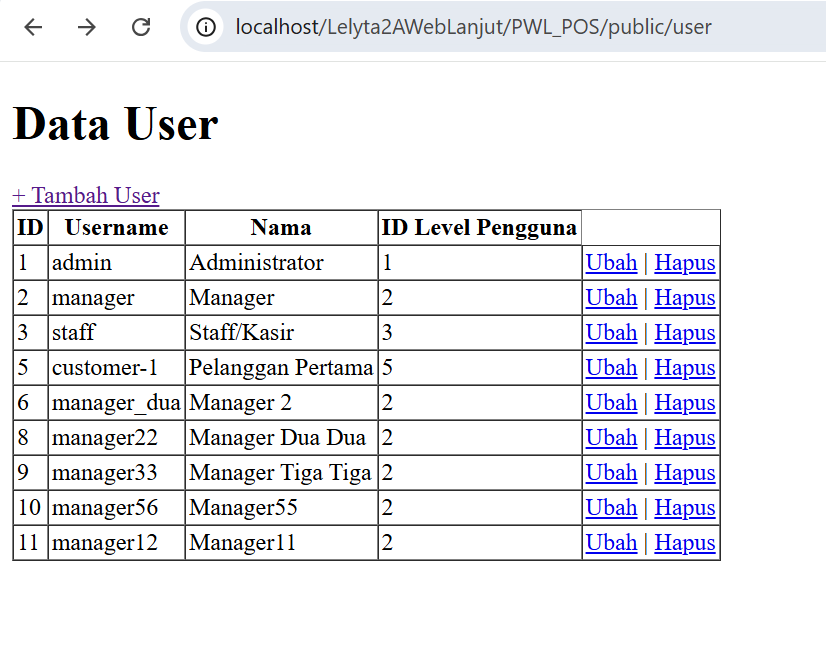 localhost/Lelyta2AWebLanjut/PWL_POS/public/user
Data User
+ Tambah User
ID Username Nama ID Level Pengguna
1 admin Administrator 1 Ubah | Hapus
2 manager Manager 2 Ubah | Hapus
3 staff Staff/Kasir 3 Ubah | Hapus
5 customer-1 Pelanggan Pertama 5 Ubah | Hapus
6 manager_dua Manager 2 2 Ubah | Hapus
8 manager22 Manager Dua Dua 2 Ubah | Hapus
9 manager33 Manager Tiga Tiga 2 Ubah | Hapus
10 manager56 Manager55 2 Ubah | Hapus
11 manager12 Manager11 2 Ubah | Hapus